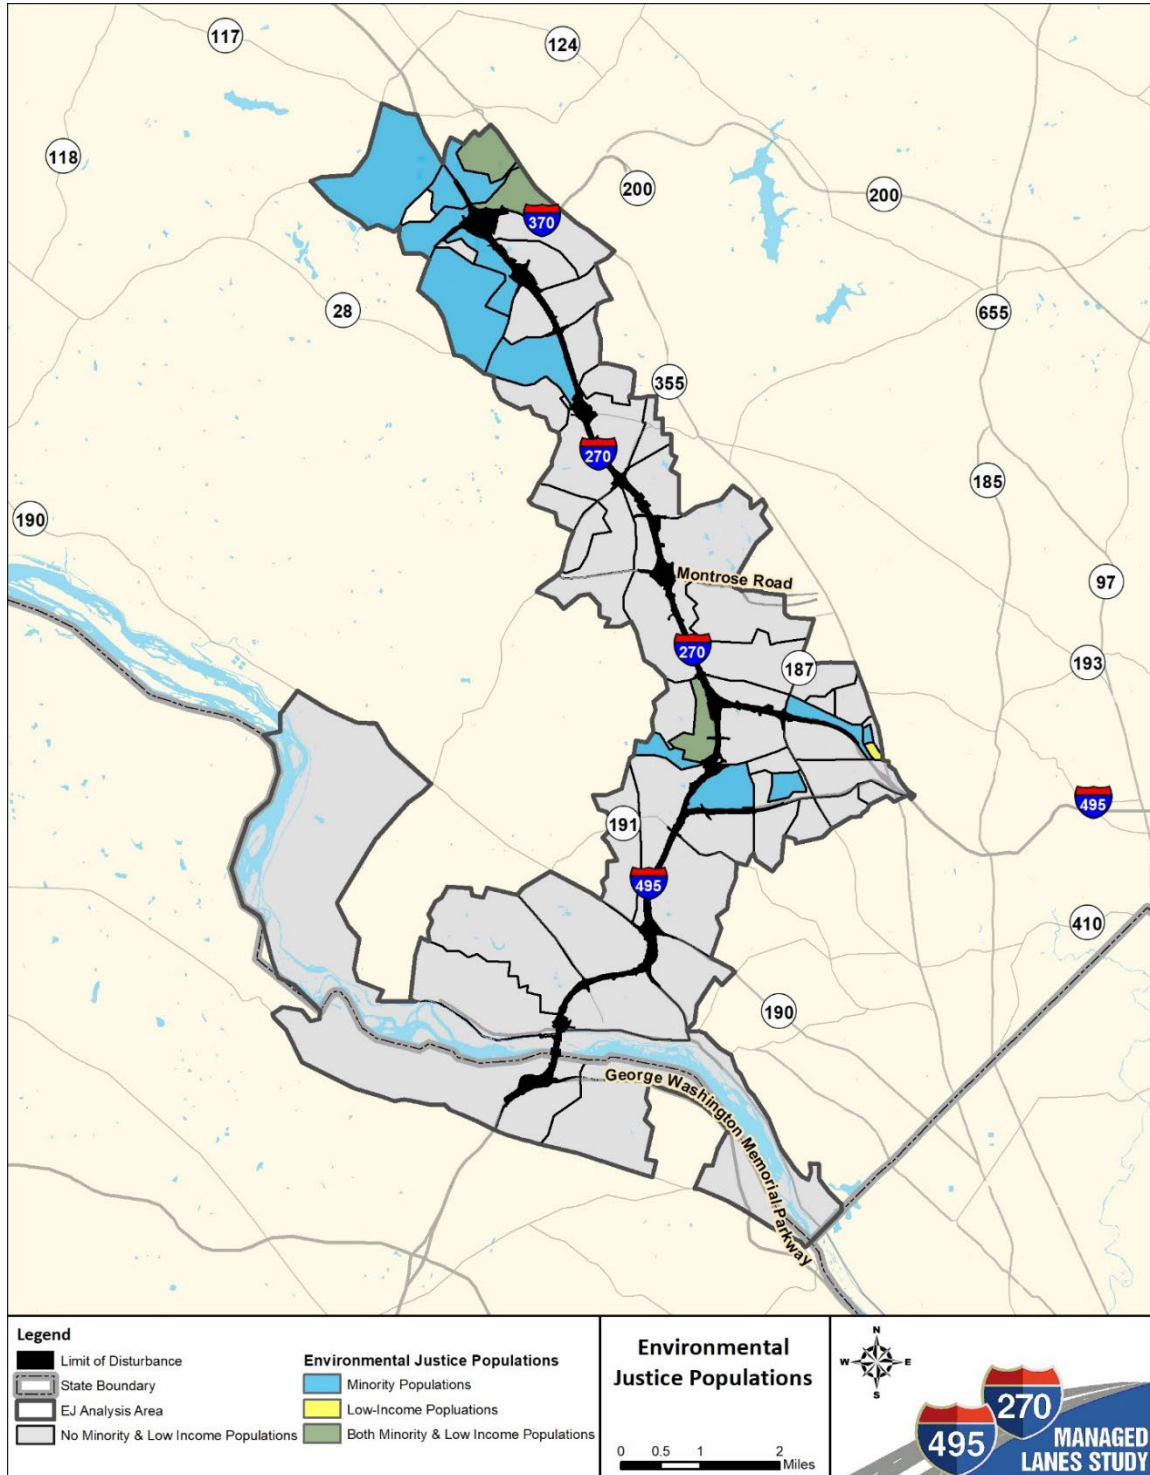 117
124
118
200
200
370
28
655
355
270
185
190
Montrose Road
97
270
187
193
495
191
495
410
190
George Washington Memorial Parkway
Legend
Limit of Disturbance
State Boundary
EJ Analysis Area
No Minority & Low Income Populations
Environmental Justice Populations
Minority Populations
Low-Income Popluations
Both Minority & Low Income Populations
Environmental
Justice Populations
0 0.5 1 2
Miles
N
W E
S
270
495
MANAGED
LANES STUDY